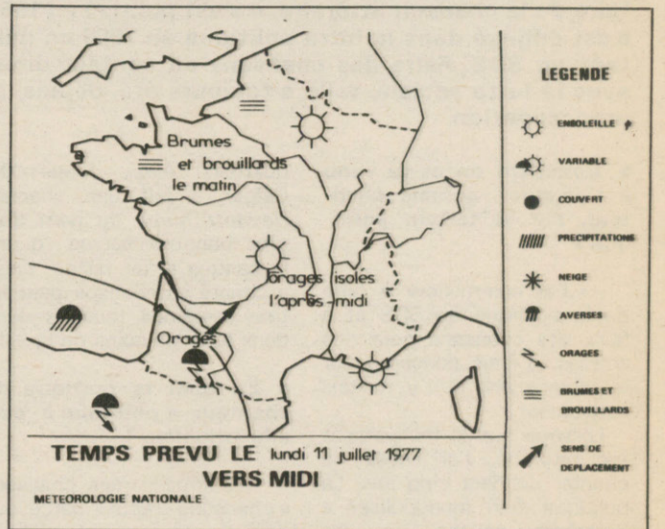 Brumes
et brouillards
le matin
orages isoles
l'après-midi
Orages
TEMPS PREVU LE lundi 11 juillet 1977
VERS MIDI
METEOROLOGIE NATIONALE
LEGENDE
ENSOLEILLE
VARIABLE
COUVERT
PRECIPITATIONS
NEIGE
AVERSES
ORAGES
BRUMES ET
BROUILLARDS
SENS DE
DEPLACEMENT